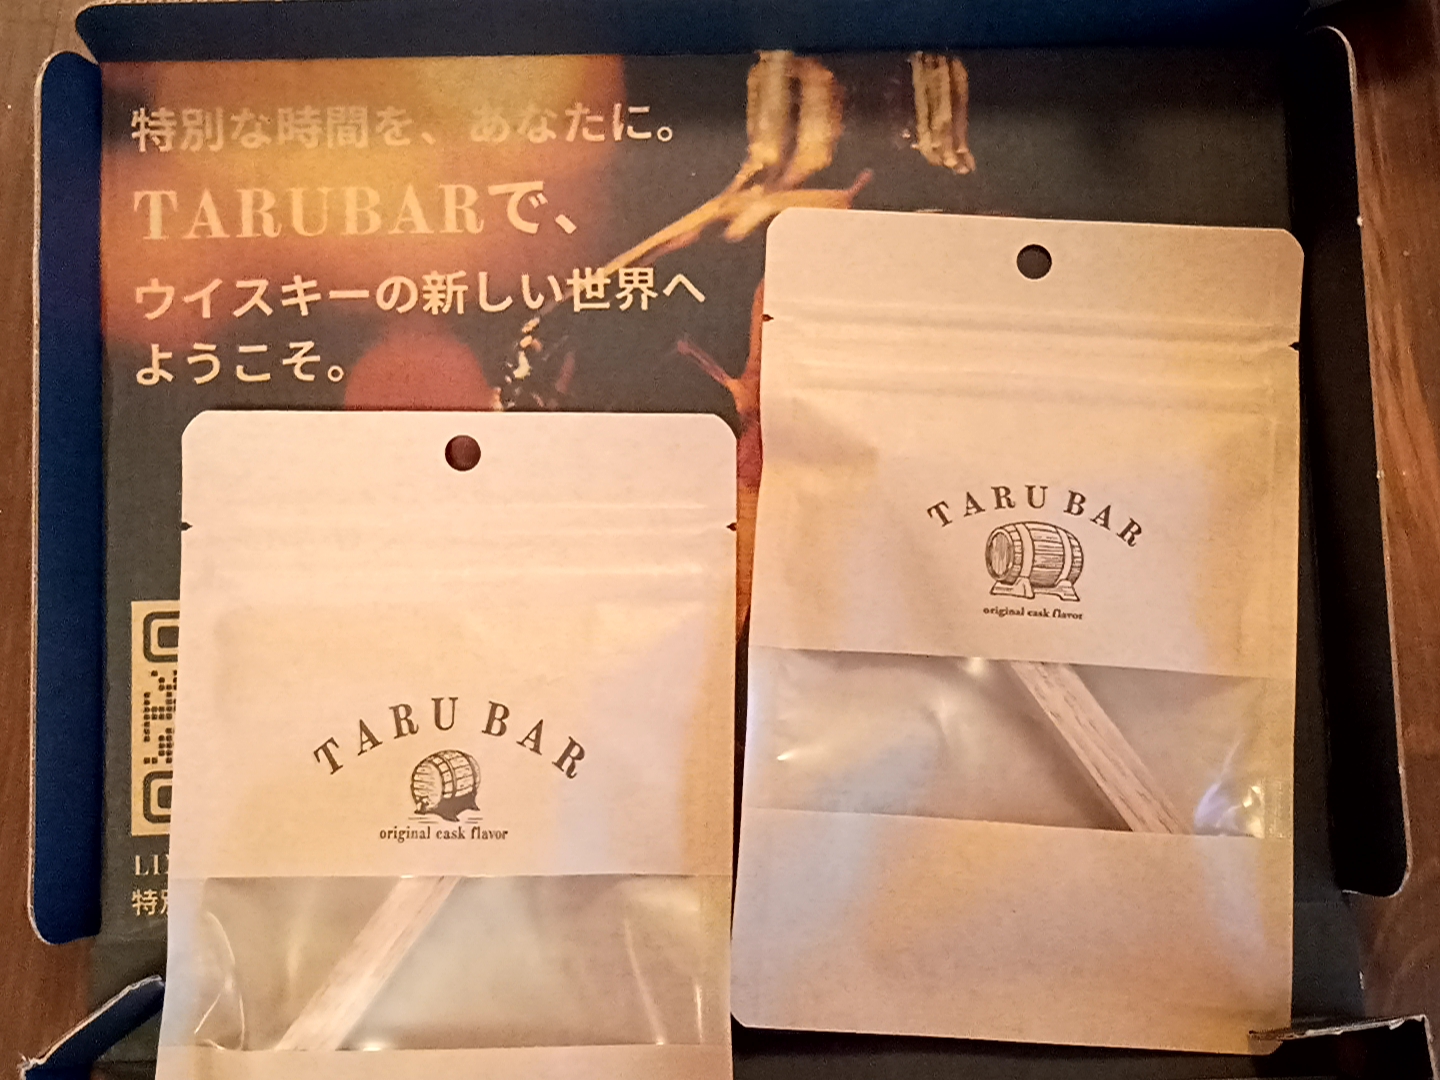 特別な時間を、あなたに。
TARUBARで、
ウイスキーの新しい世界へ
ようこそ。
TARU BAR
original cask flavor
TARU BAR
original cask flavor
特別